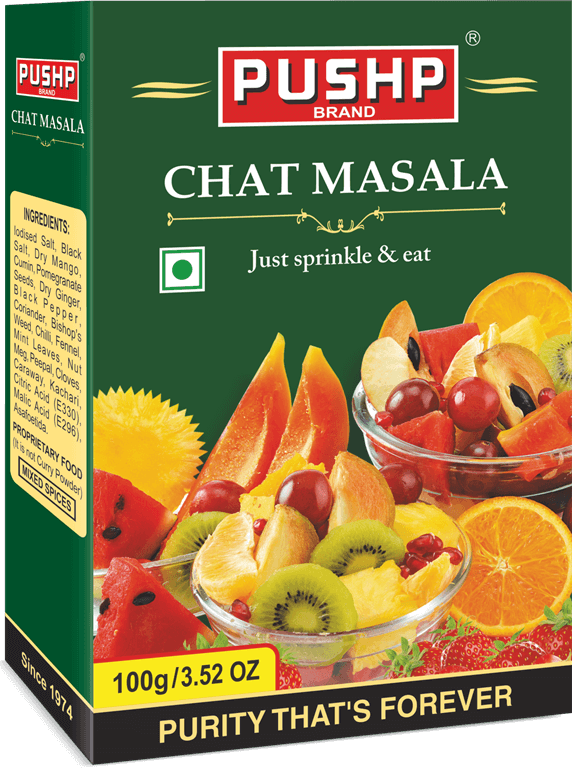 PUSHP
®
BRAND
CHAT MASALA
Just sprinkle & eat
100g/3.52 OZ
PURITY THAT'S FOREVER
PUSHP
®
BRAND
CHAT MASALA
INGREDIENTS:
Iodised Salt, Black
Salt, Dry Mango,
Cumin, Pomegranate
Seeds, Dry Ginger,
Black Pepper,
Coriander, Bishop's
Weed, Chilli, Fennel,
Mint Leaves, Nut
Meg, Peepal, Cloves,
Caraway, Kachari,
Citric Acid (E330),
Malic Acid (E296),
Asafoetida.
PROPRIETARY FOOD
(It is not Curry Powder)
MIXED SPICES
Since 1974